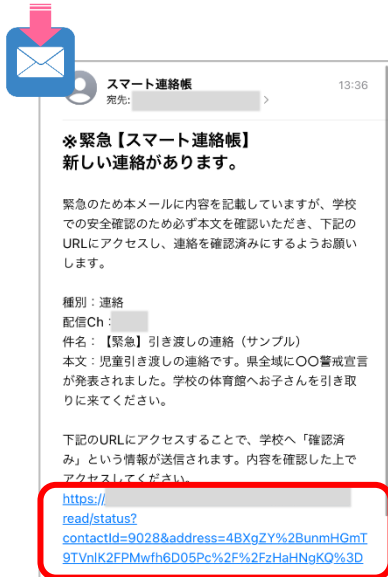 スマート連絡帳
13:36
宛先:
※緊急【スマート連絡帳】
新しい連絡があります。
緊急のため本メールに内容を記載していますが、学校
での安全確認のため必ず本文を確認いただき、下記の
URLにアクセスし、連絡を確認済みにするようお願い
します。
種別：連絡
配信Ch：
件名：【緊急】引き渡しの連絡（サンプル）
本文：児童引き渡しの連絡です。県全域に〇〇警戒宣言
が発表されました。学校の体育館へお子さんを引き取
りに来てください。
下記のURLにアクセスすることで、学校へ「確認済
み」という情報が送信されます。内容を確認した上で
アクセスしてください。
https://
read/status?
contactId=9028&address=4BXgZY%2BunmHGmT
9TVnlK2FPMwfh6D05Pc%2F%2FzHaHNgKQ%3D